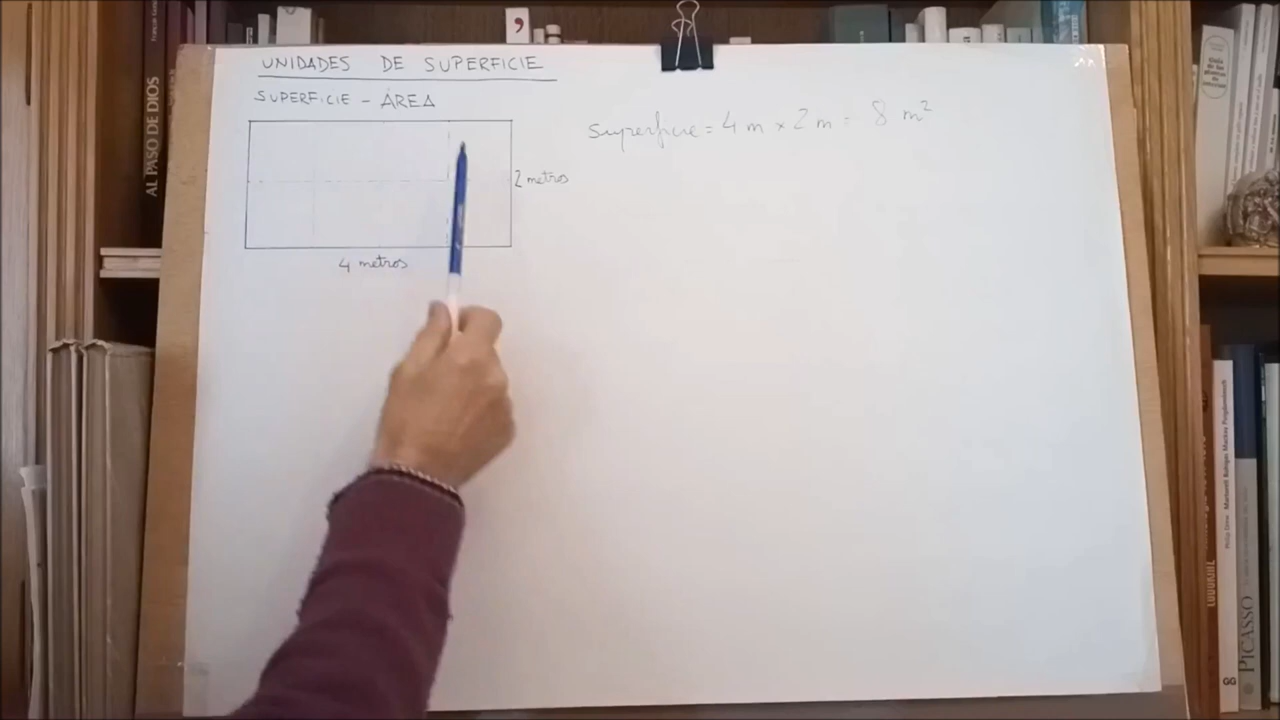 UNIDADES DE SUPERFICIE
SUPERFICIE - ÁREA
Superficie = 4 m x 2 m = 8 m²
2 metros
4 metros
AL PASO DE DIOS
PICASSO
GG